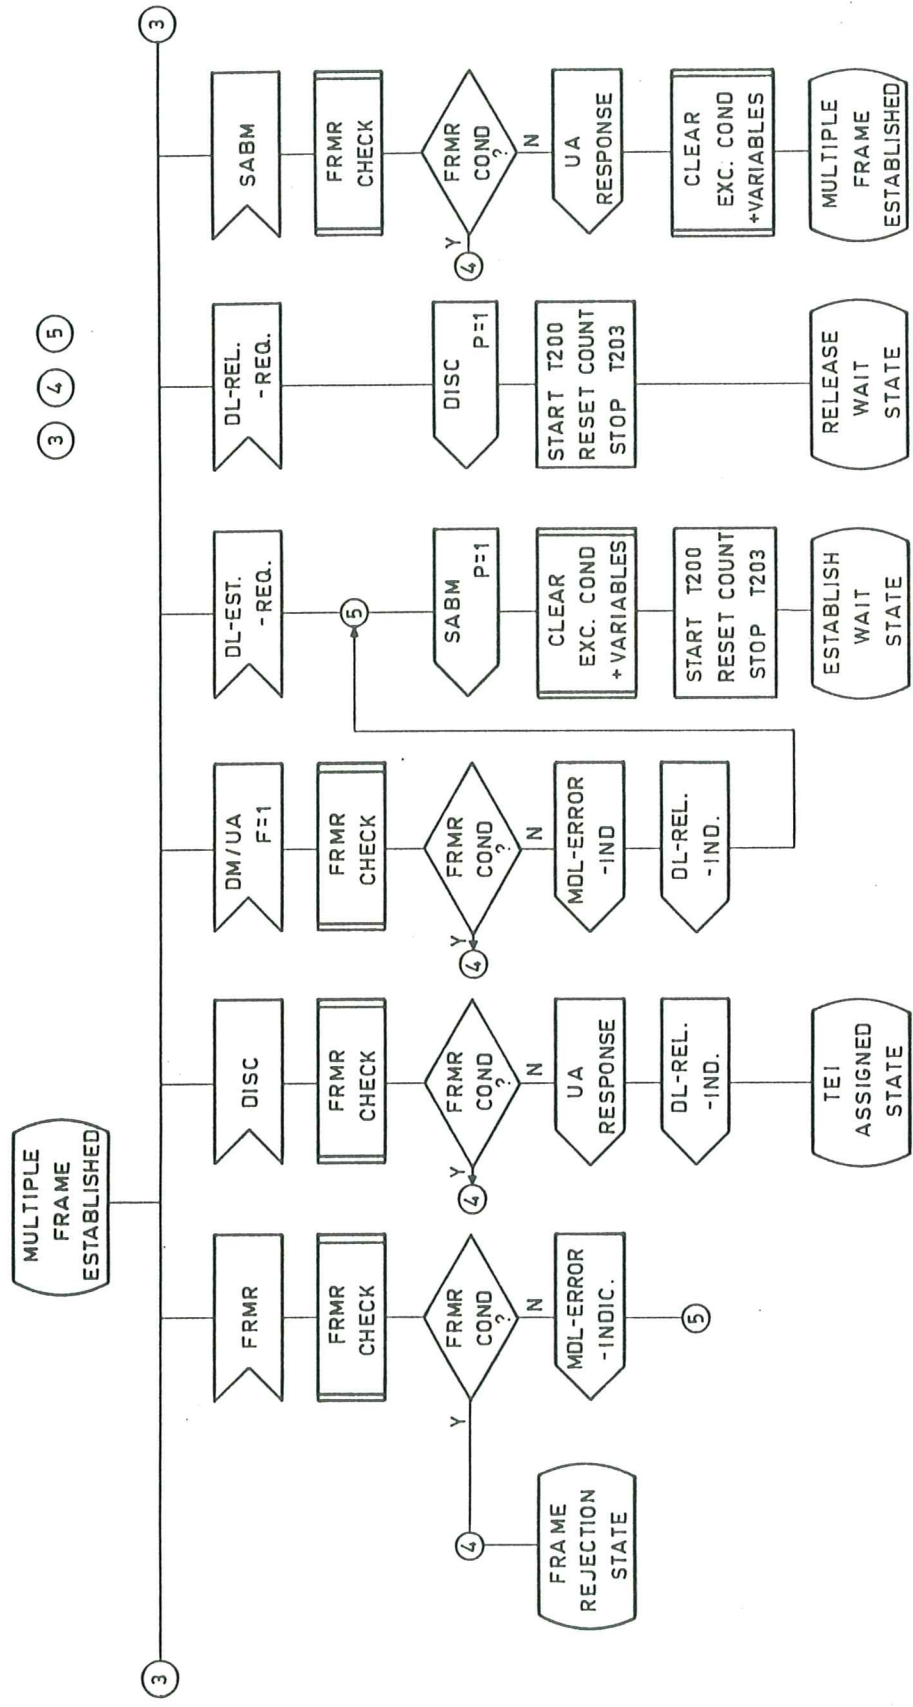 MULTIPLE
FRAME
ESTABLISHED
3 4 5
3
3
FRMR
FRMR
CHECK
FRMR
COND
?
Y
N
4
FRAME
REJECTION
STATE
MDL-ERROR
-INDIC.
5
DISC
FRMR
CHECK
FRMR
COND
?
Y
4
N
UA
RESPONSE
DL-REL.
-IND.
TEI
ASSIGNED
STATE
DM/UA
F=1
FRMR
CHECK
FRMR
COND
?
Y
4
N
MDL-ERROR
-IND
DL-REL.
-IND.
DL-EST.
-REQ.
5
SABM
P=1
CLEAR
EXC. COND
+VARIABLES
START T200
RESET COUNT
STOP T203
ESTABLISH
WAIT
STATE
DL-REL.
-REQ.
DISC
P=1
START T200
RESET COUNT
STOP T203
RELEASE
WAIT
STATE
SABM
FRMR
CHECK
FRMR
COND
?
Y
4
N
UA
RESPONSE
CLEAR
EXC. COND
+VARIABLES
MULTIPLE
FRAME
ESTABLISHED